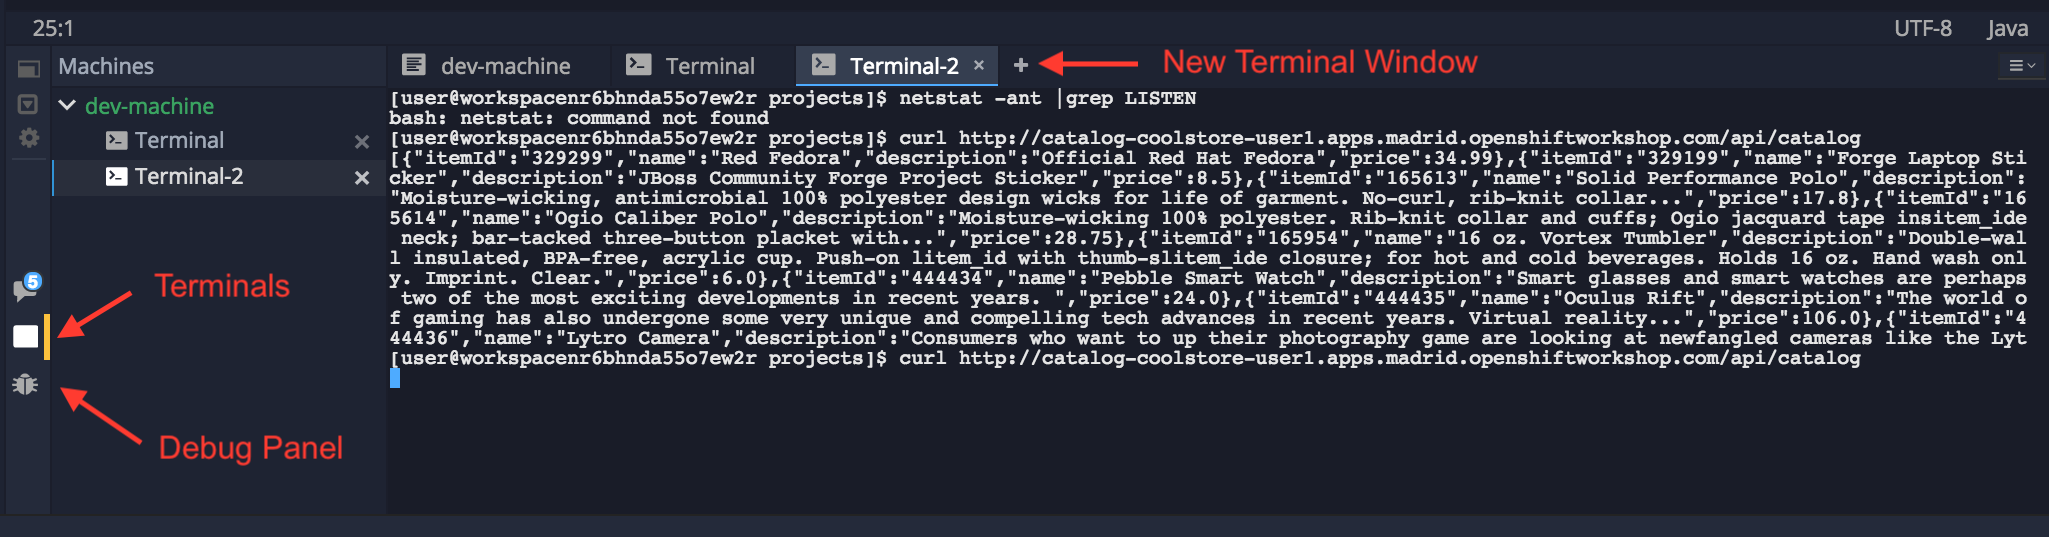 25:1
UTF-8 Java
Machines
dev-machine
Terminal
Terminal-2
5
Terminals
Debug Panel
dev-machine Terminal Terminal-2 × + New Terminal Window
[user@workspacenr6bhnda55o7ew2r projects]$ netstat -ant |grep LISTEN
bash: netstat: command not found
[user@workspacenr6bhnda55o7ew2r projects]$ curl http://catalog-coolstore-user1.apps.madrid.openshiftworkshop.com/api/catalog
[{"itemId":"329299","name":"Red Fedora","description":"Official Red Hat Fedora","price":34.99},{"itemId":"329199","name":"Forge Laptop Sti
cker","description":"JBoss Community Forge Project Sticker","price":8.5},{"itemId":"165613","name":"Solid Performance Polo","description":
"Moisture-wicking, antimicrobial 100% polyester design wicks for life of garment. No-curl, rib-knit collar...","price":17.8},{"itemId":"16
5614","name":"Ogio Caliber Polo","description":"Moisture-wicking 100% polyester. Rib-knit collar and cuffs; Ogio jacquard tape insitem_ide
 neck; bar-tacked three-button placket with...","price":28.75},{"itemId":"165954","name":"16 oz. Vortex Tumbler","description":"Double-wal
l insulated, BPA-free, acrylic cup. Push-on litem_id with thumb-slitem_ide closure; for hot and cold beverages. Holds 16 oz. Hand wash onl
y. Imprint. Clear.","price":6.0},{"itemId":"444434","name":"Pebble Smart Watch","description":"Smart glasses and smart watches are perhaps
 two of the most exciting developments in recent years. ","price":24.0},{"itemId":"444435","name":"Oculus Rift","description":"The world o
f gaming has also undergone some very unique and compelling tech advances in recent years. Virtual reality...","price":106.0},{"itemId":"4
44436","name":"Lytro Camera","description":"Consumers who want to up their photography game are looking at newfangled cameras like the Lyt
[user@workspacenr6bhnda55o7ew2r projects]$ curl http://catalog-coolstore-user1.apps.madrid.openshiftworkshop.com/api/catalog